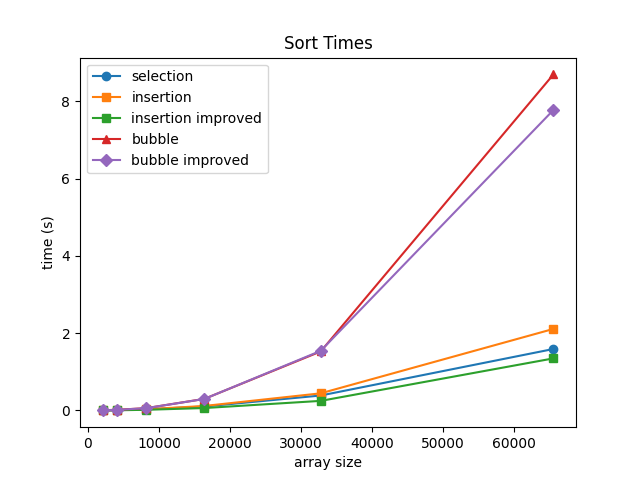 Sort Times
selection
insertion
insertion improved
bubble
bubble improved
8
6
4
2
0
time (s)
0 10000 20000 30000 40000 50000 60000
array size